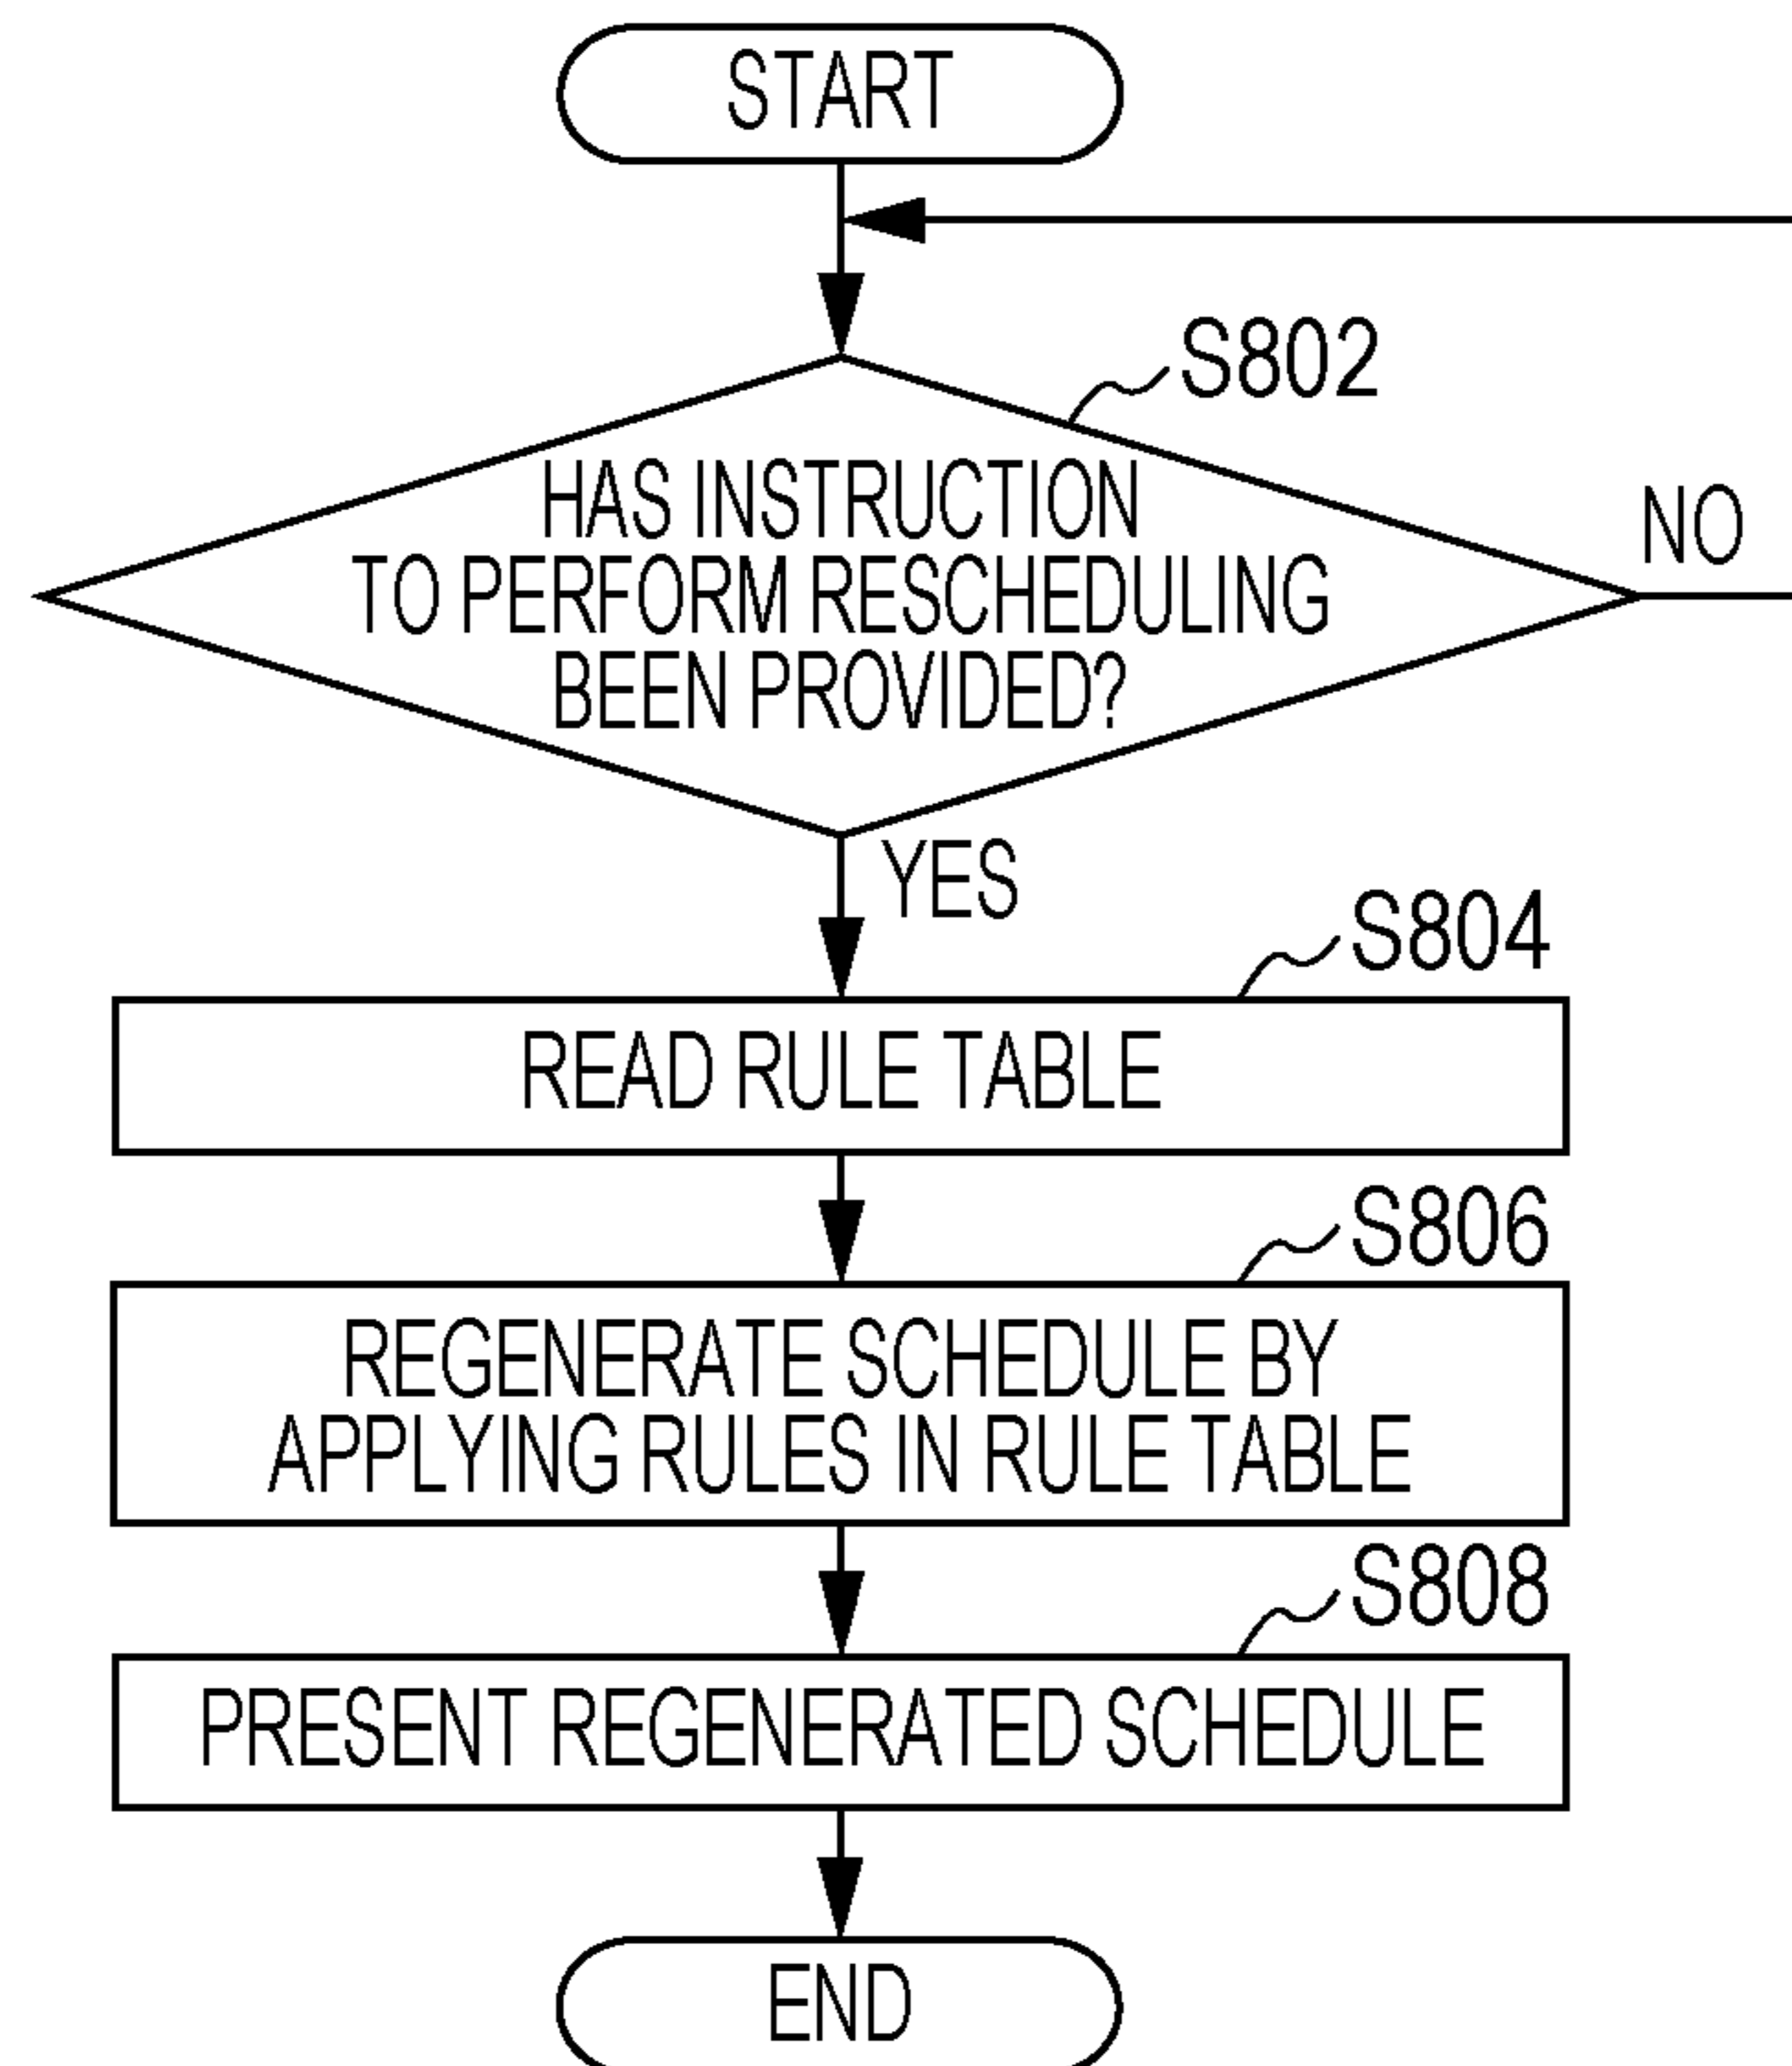 START
S802
HAS INSTRUCTION
TO PERFORM RESCHEDULING
BEEN PROVIDED?
NO
YES
S804
READ RULE TABLE
S806
REGENERATE SCHEDULE BY
APPLYING RULES IN RULE TABLE
S808
PRESENT REGENERATED SCHEDULE
END